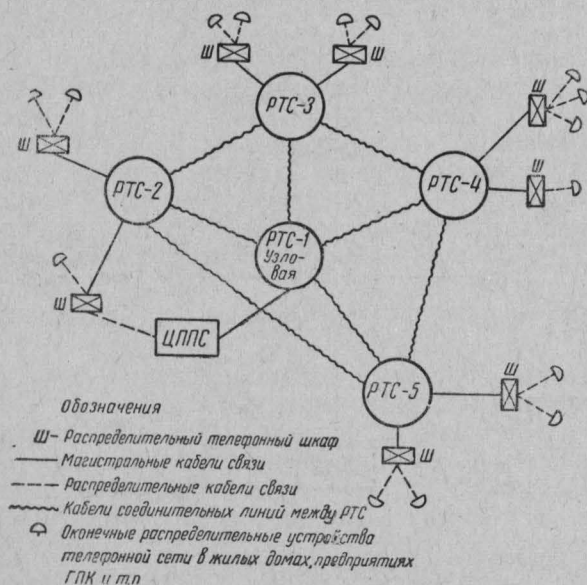 Ш
Ш
РТС-3
Ш
РТС-2
РТС-4
Ш
Ш
РТС-1
Узло-
вая
Ш
ЦППС
РТС-5
Ш
Ш
Обозначения
Ш- Распределительный телефонный шкаф
Магистральные кабели связи
Распределительные кабели связи
Кабели соединительных линий между РТС
Оконечные распределительные устройства
телефонной сети в жилых домах, предприятиях
ГПК и т.п